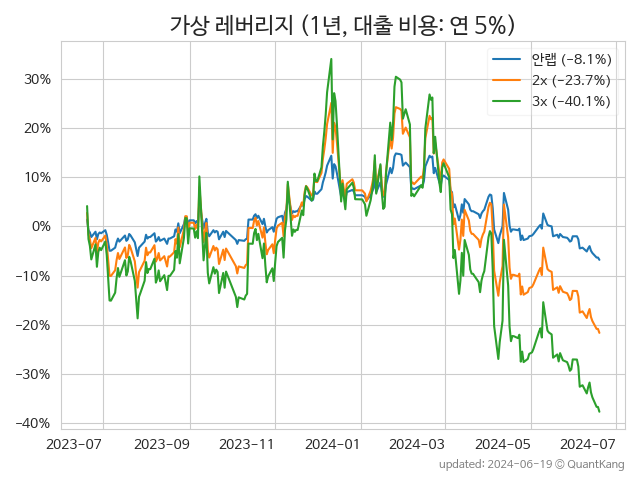 가상 레버리지 (1년, 대출 비용: 연 5%)
안랩 (−8.1%)
2x (−23.7%)
3x (−40.1%)
30%
20%
10%
0%
−10%
−20%
−30%
−40%
2023-07 2023-09 2023-11 2024-01 2024-03 2024-05 2024-07
updated: 2024-06-19 © QuantKang